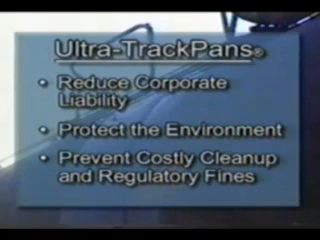 Ultra-TrackPans®
• Reduce Corporate
Liability
• Protect the Environment
• Prevent Costly Cleanup
and Regulatory Fines